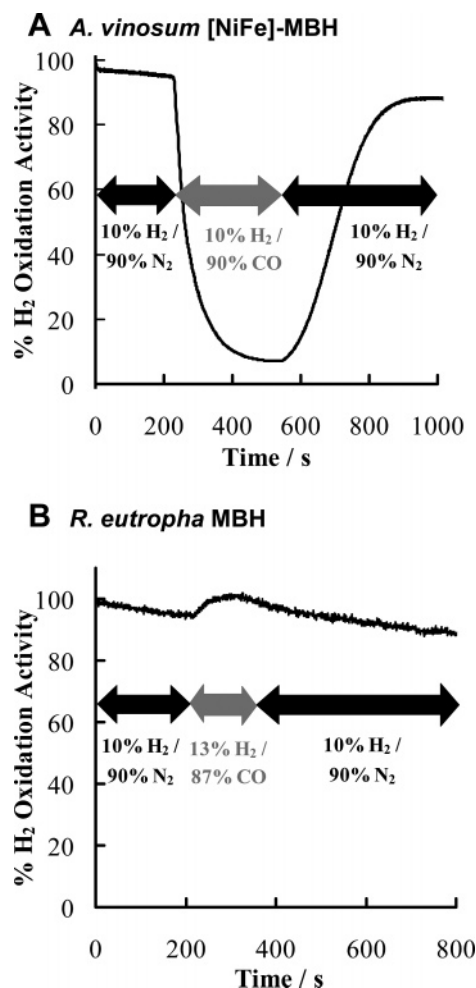 A A. vinosum [NiFe]-MBH
% H₂ Oxidation Activity
100
80
60
40
20
0
10% H₂ /
90% N₂
10% H₂ /
90% CO
10% H₂ /
90% N₂
0 200 400 600 800 1000
Time / s
B R. eutropha MBH
% H₂ Oxidation Activity
100
80
60
40
20
0
10% H₂ /
90% N₂
13% H₂ /
87% CO
10% H₂ /
90% N₂
0 200 400 600 800
Time / s